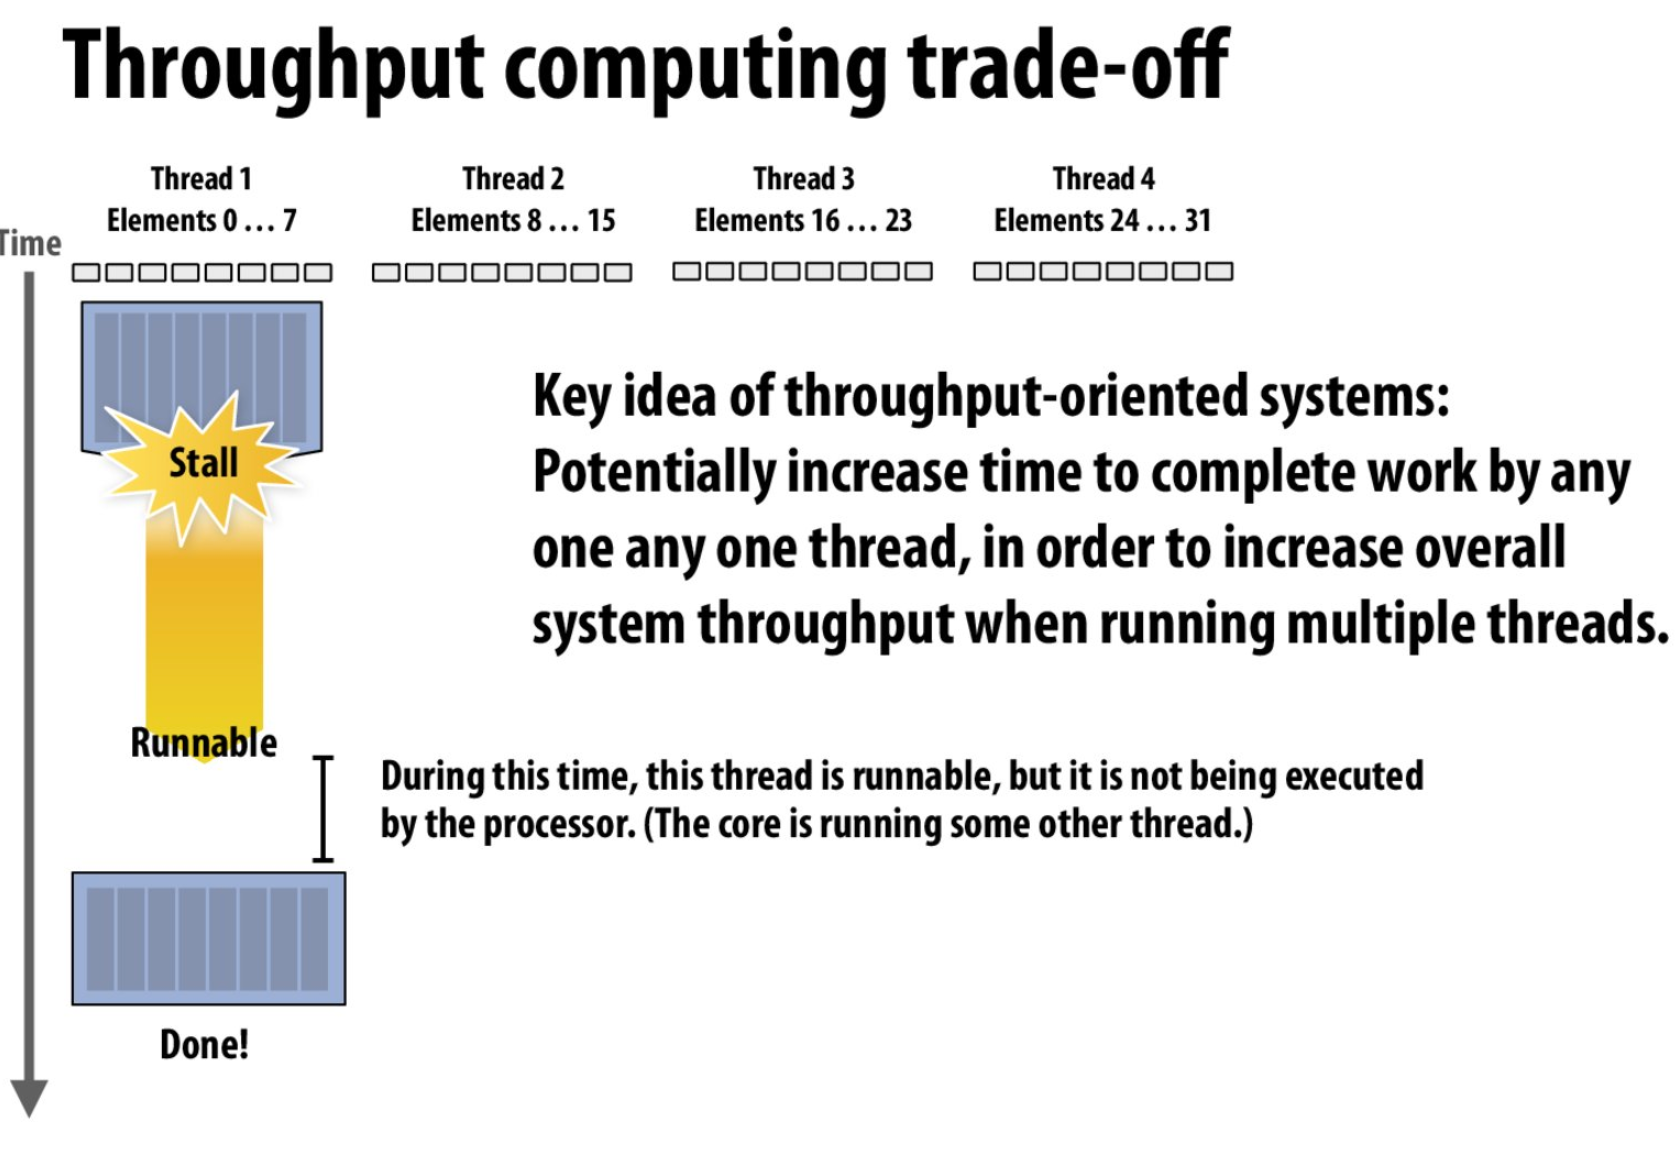 Throughput computing trade-off
Thread 1
Elements 0 … 7
Thread 2
Elements 8 … 15
Thread 3
Elements 16 … 23
Thread 4
Elements 24 … 31
Time
Stall
Key idea of throughput-oriented systems:
Potentially increase time to complete work by any
one any one thread, in order to increase overall
system throughput when running multiple threads.
Runnable
During this time, this thread is runnable, but it is not being executed
by the processor. (The core is running some other thread.)
Done!